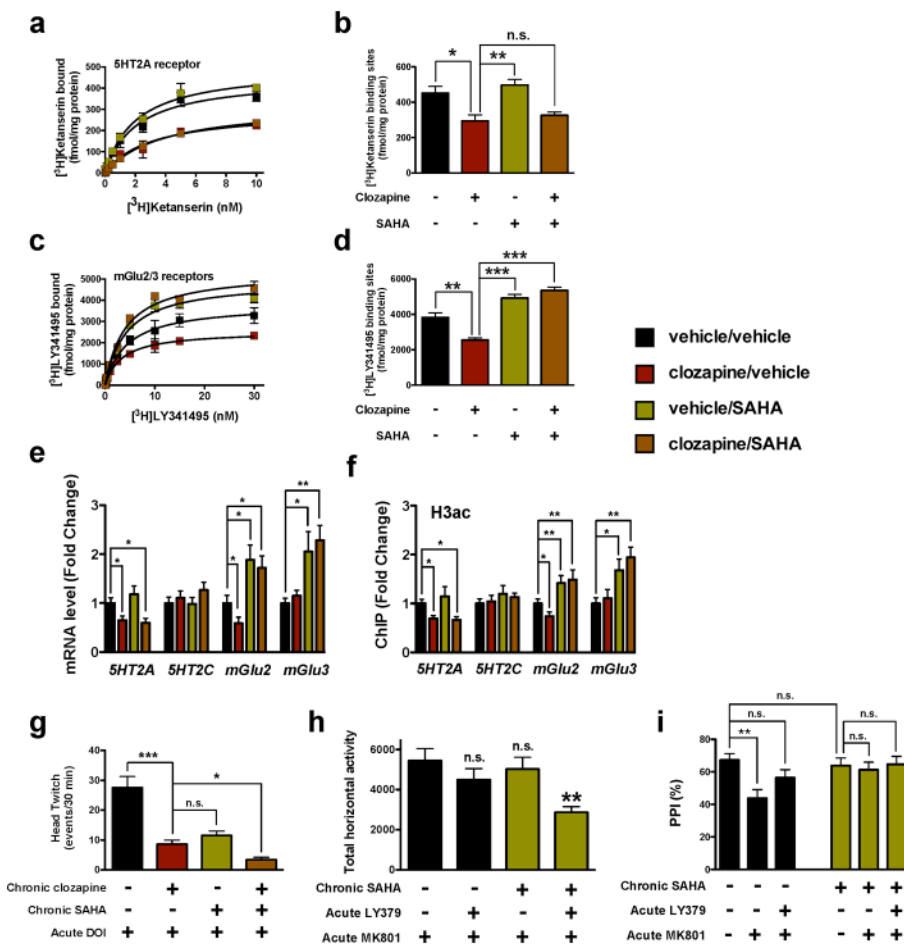 a
5HT2A receptor
[³H]Ketanserin bound
(fmol/mg protein)
500
400
300
200
100
0
0
2
4
6
8
10
[³H]Ketanserin (nM)
b
n.s.
*
**
[³H]Ketanserin binding sites
(fmol/mg protein)
600
400
200
0
Clozapine
-
+
-
+
SAHA
-
-
+
+
c
mGlu2/3 receptors
[³H]LY341495 bound
(fmol/mg protein)
5000
4000
3000
2000
1000
0
0
5
10
15
20
25
30
[³H]LY341495 (nM)
d
***
**
***
[³H]LY341495 binding sites
(fmol/mg protein)
6000
4000
2000
0
Clozapine
-
+
-
+
SAHA
-
-
+
+
vehicle/vehicle
clozapine/vehicle
vehicle/SAHA
clozapine/SAHA
e
mRNA level (Fold Change)
3
2
1
0
*
*
*
*
*
**
*
5HT2A
5HT2C
mGlu2
mGlu3
f
H3ac
ChIP (Fold Change)
3
2
1
0
*
*
**
**
*
**
*
5HT2A
5HT2C
mGlu2
mGlu3
g
Head Twitch
(events/30 min)
40
30
20
10
0
***
*
n.s.
Chronic clozapine
-
+
-
+
Chronic SAHA
-
-
+
+
Acute DOI
+
+
+
+
h
Total horizontal activity
6000
4000
2000
0
n.s.
n.s.
**
Chronic SAHA
-
-
+
+
Acute LY379
-
+
-
+
Acute MK801
+
+
+
+
i
PPI (%)
80
60
40
20
0
n.s.
n.s.
**
n.s.
n.s.
Chronic SAHA
-
-
-
+
+
+
Acute LY379
-
-
+
-
-
+
Acute MK801
-
+
+
-
+
+